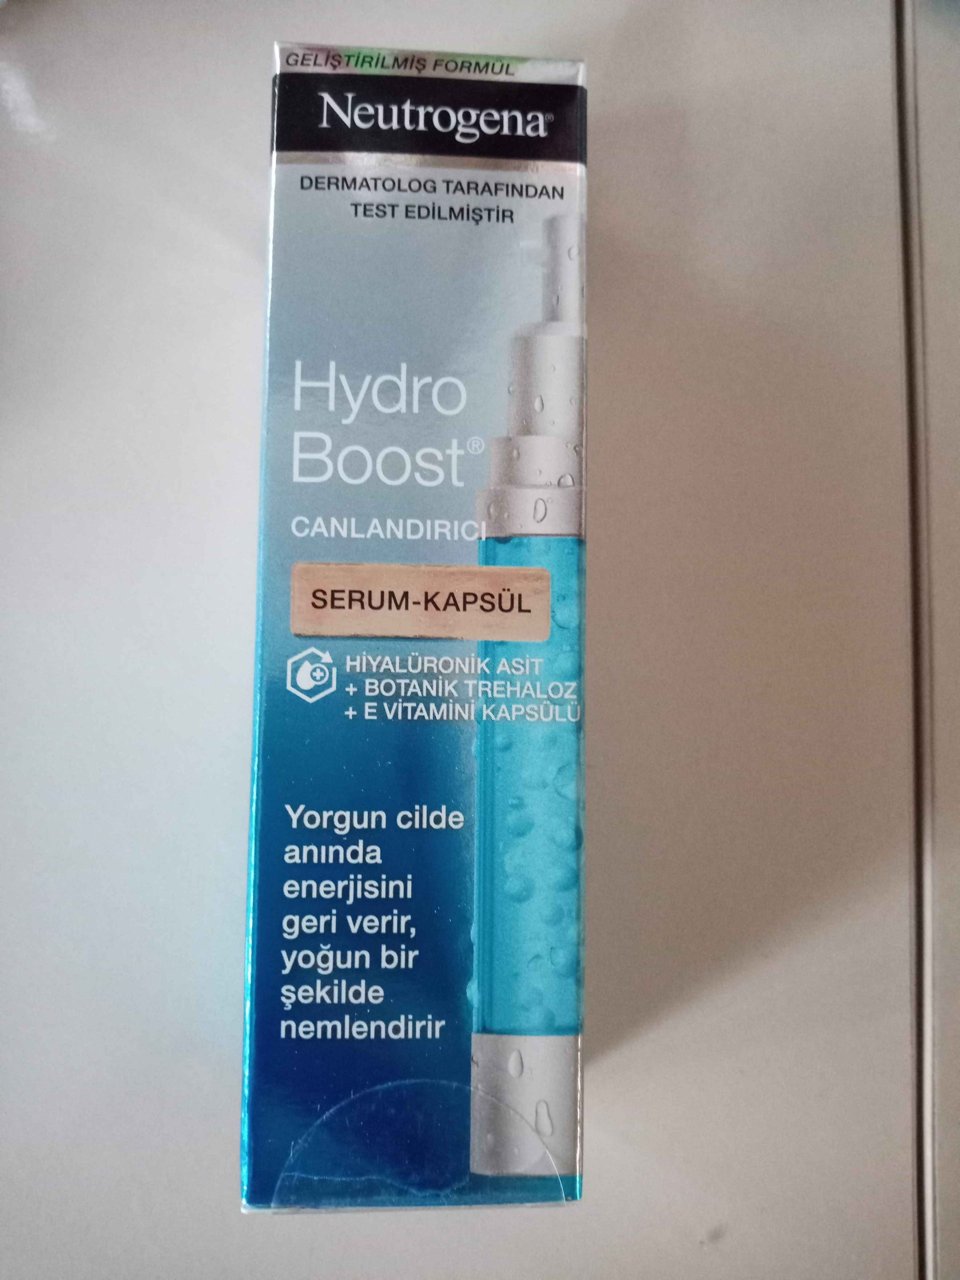 GELİŞTİRİLMİŞ FORMÜL
Neutrogena®
DERMATOLOG TARAFINDAN
TEST EDİLMİŞTİR
Hydro
Boost®
CANLANDIRICI
SERUM-KAPSÜL
HİYALÜRONİK ASİT
+ BOTANİK TREHALOZ
+ E VİTAMİNİ KAPSÜLÜ
Yorgun cilde
anında
enerjisini
geri verir,
yoğun bir
şekilde
nemlendirir